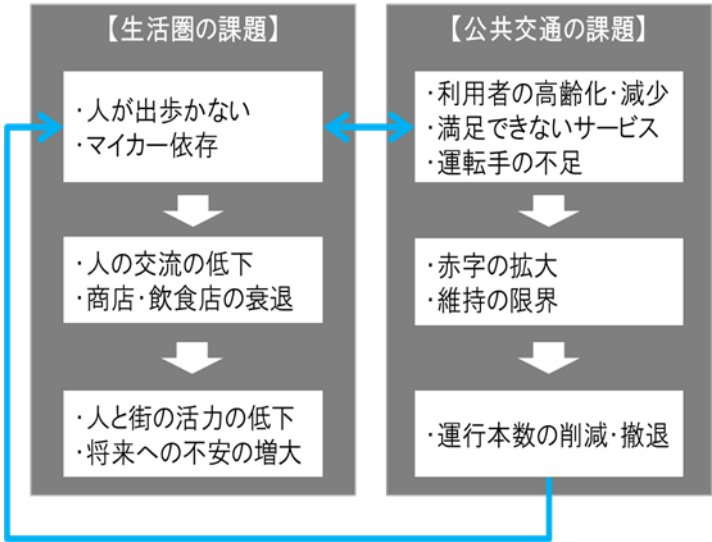 【生活圏の課題】
・人が出歩かない
・マイカー依存
・人の交流の低下
・商店・飲食店の衰退
・人と街の活力の低下
・将来への不安の増大
【公共交通の課題】
・利用者の高齢化・減少
・満足できないサービス
・運転手の不足
・赤字の拡大
・維持の限界
・運行本数の削減・撤退